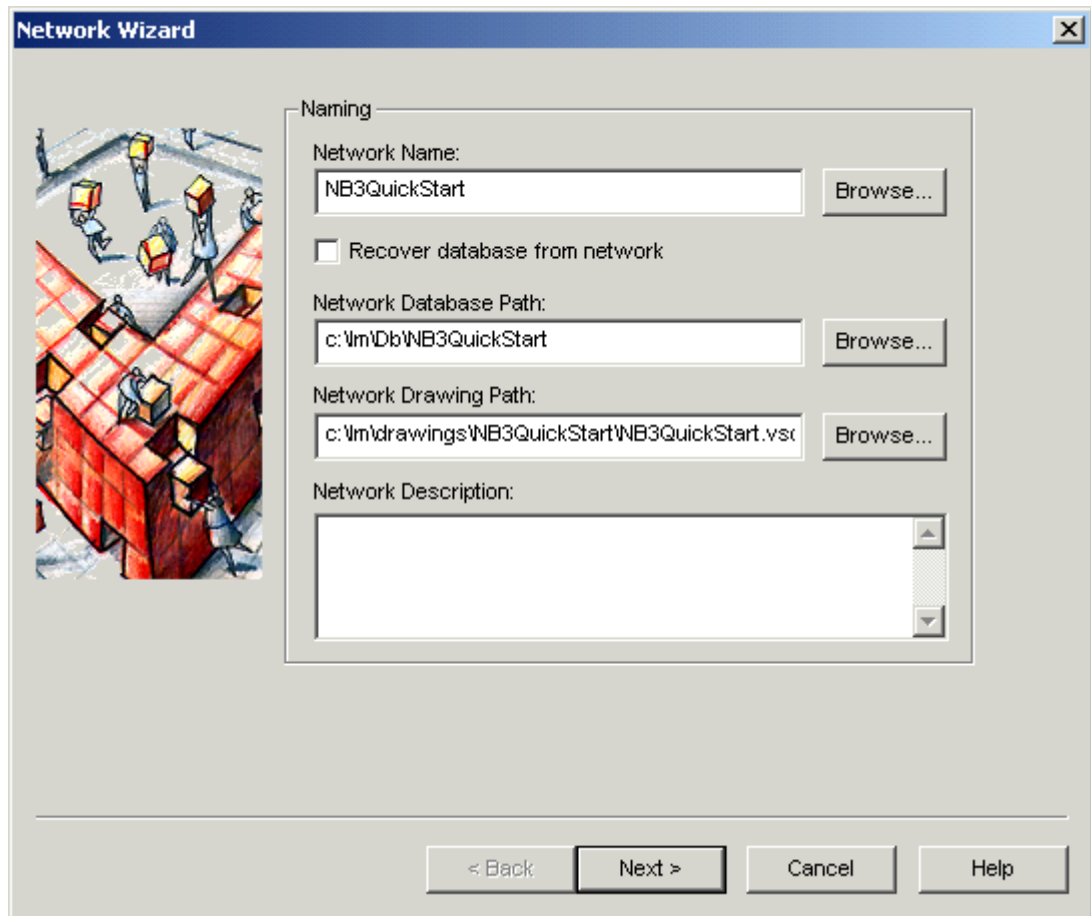 Network Wizard
Naming
Network Name:
NB3QuickStart
Browse...
Recover database from network
Network Database Path:
c:\lm\Db\NB3QuickStart
Browse...
Network Drawing Path:
c:\lm\drawings\NB3QuickStart\NB3QuickStart.vsd
Browse...
Network Description:
< Back
Next >
Cancel
Help